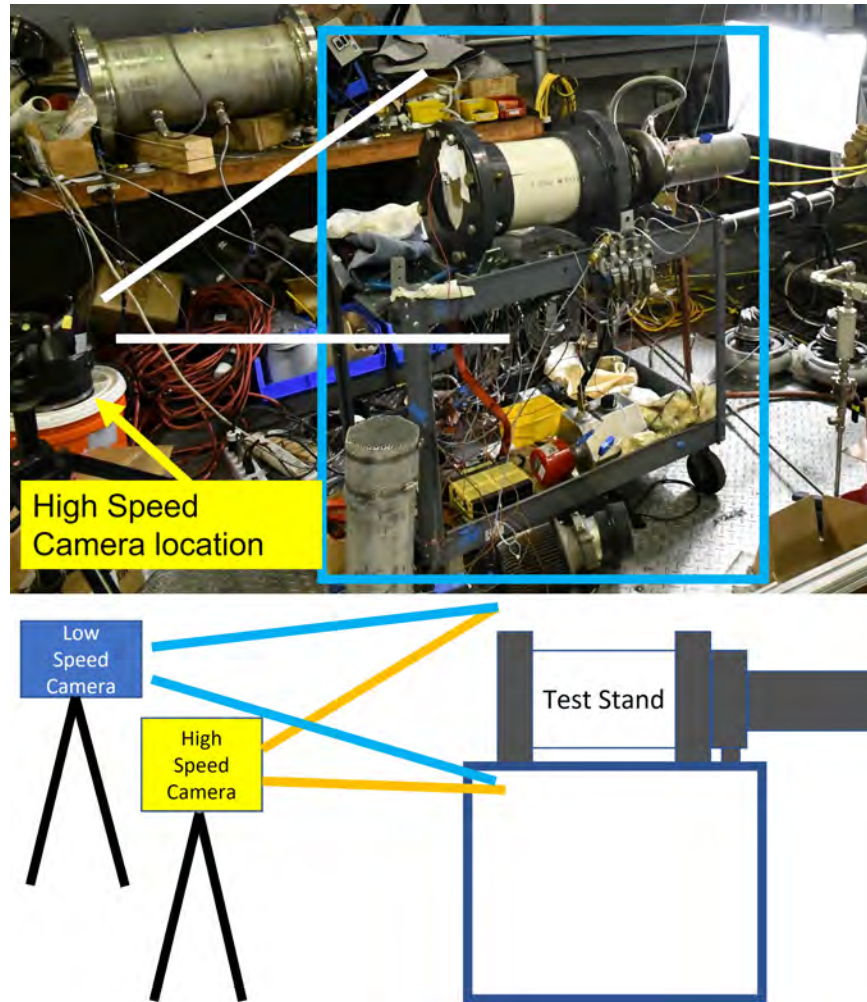 High Speed
Camera location
Low
Speed
Camera
High
Speed
Camera
Test Stand